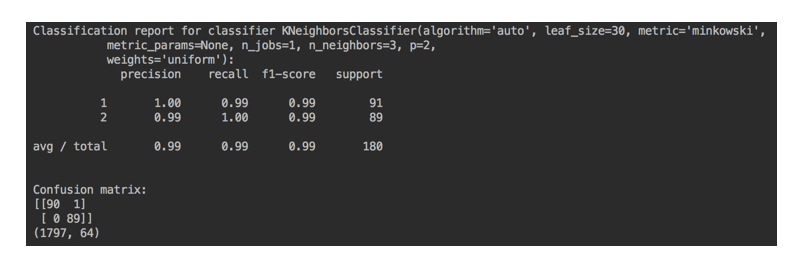 Classification report for classifier KNeighborsClassifier(algorithm='auto', leaf_size=30, metric='minkowski',
metric_params=None, n_jobs=1, n_neighbors=3, p=2,
weights='uniform'):
precision recall f1-score support
1 1.00 0.99 0.99 91
2 0.99 1.00 0.99 89
avg / total 0.99 0.99 0.99 180
Confusion matrix:
[[90 1]
[ 0 89]]
(1797, 64)